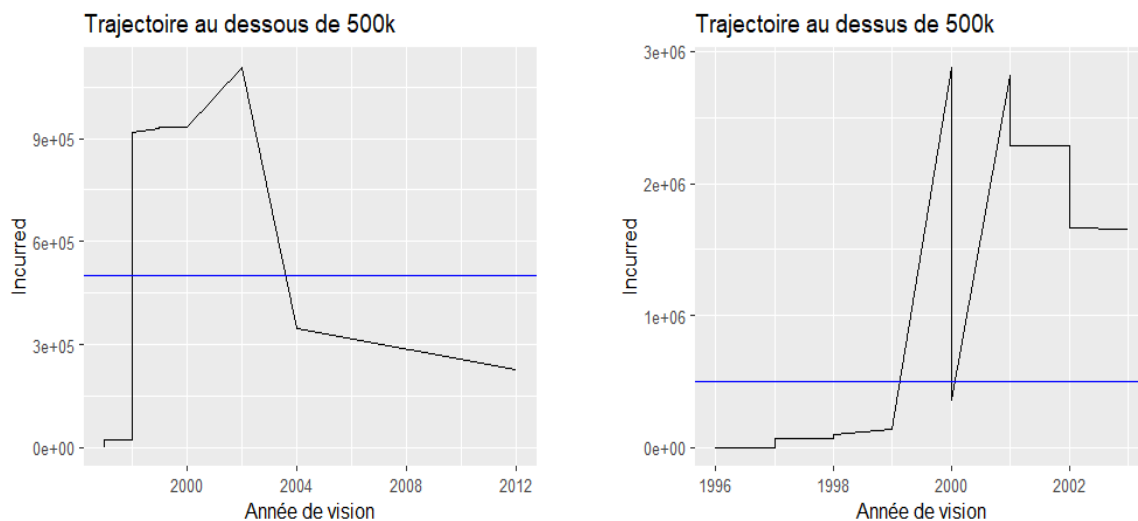 Trajectoire au dessous de 500k
9e+05
6e+05
3e+05
0e+00
Incurred
2000
2004
2008
2012
Année de vision
Trajectoire au dessus de 500k
3e+06
2e+06
1e+06
0e+00
Incurred
1996
1998
2000
2002
Année de vision